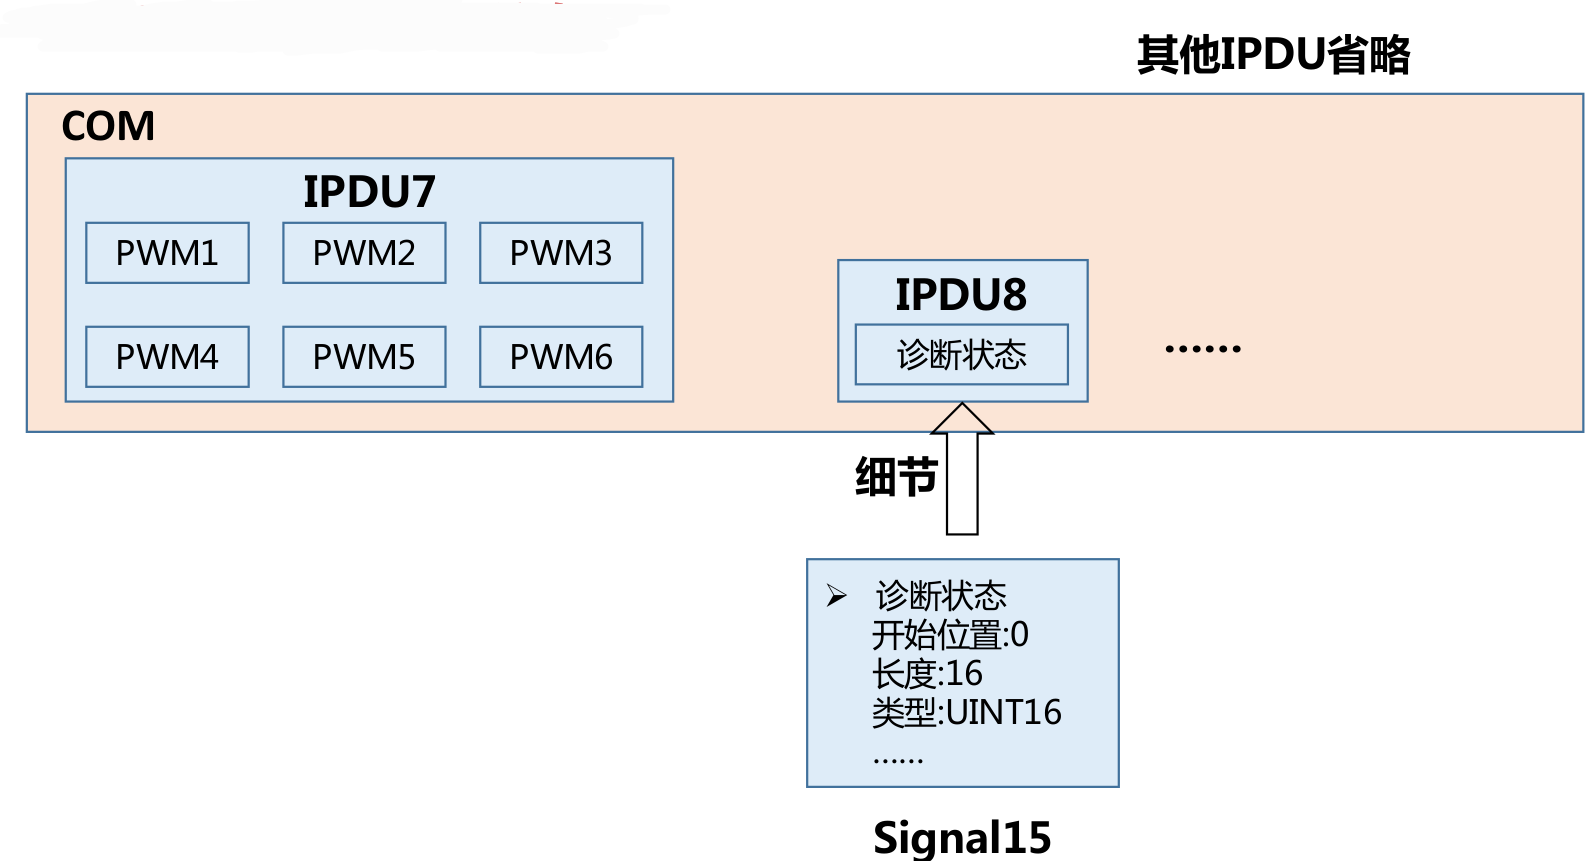 其他IPDU省略
COM
IPDU7
PWM1 PWM2 PWM3
PWM4 PWM5 PWM6
IPDU8
诊断状态
......
细节
➢ 诊断状态
开始位置:0
长度:16
类型:UINT16
......
Signal15